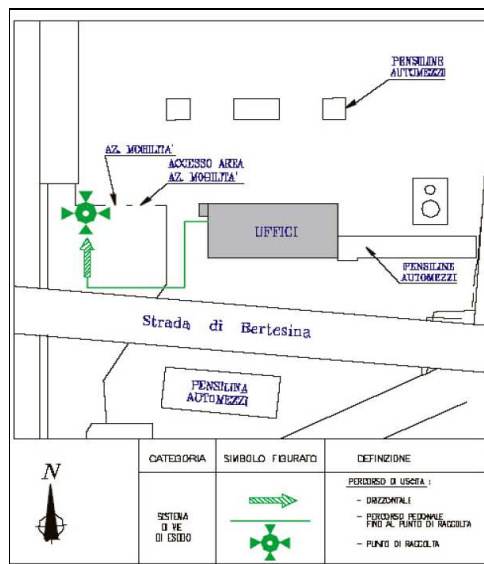 PENSILINE
AUTOMEZZI
AZ. MOBILITA'
ACCESSO AREA
AZ. MOBILITA'
UFFICI
PENSILINE
AUTOMEZZI
Strada di Bertesina
PENSILINA
AUTOMEZZI
N
CATEGORIA
SIMBOLO FIGURATO
DEFINIZIONE
SISTEMA
DI VIE
DI ESODO
PERCORSO DI USCITA :
- ORIZZONTALE
- PERCORSO PEDONALE
FINO AL PUNTO DI RACCOLTA
- PUNTO DI RACCOLTA